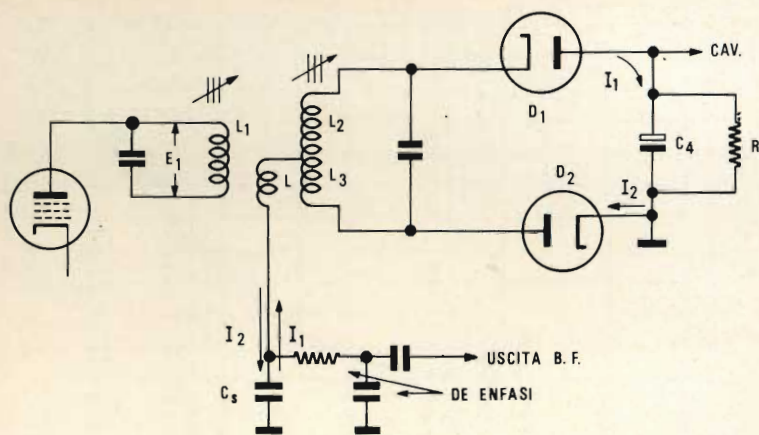 D₁
CAV.
I₁
L₁
L₂
E₁
L
L₃
C₄
R
D₂
I₂
I₂
I₁
USCITA B. F.
Cₛ
DE ENFASI